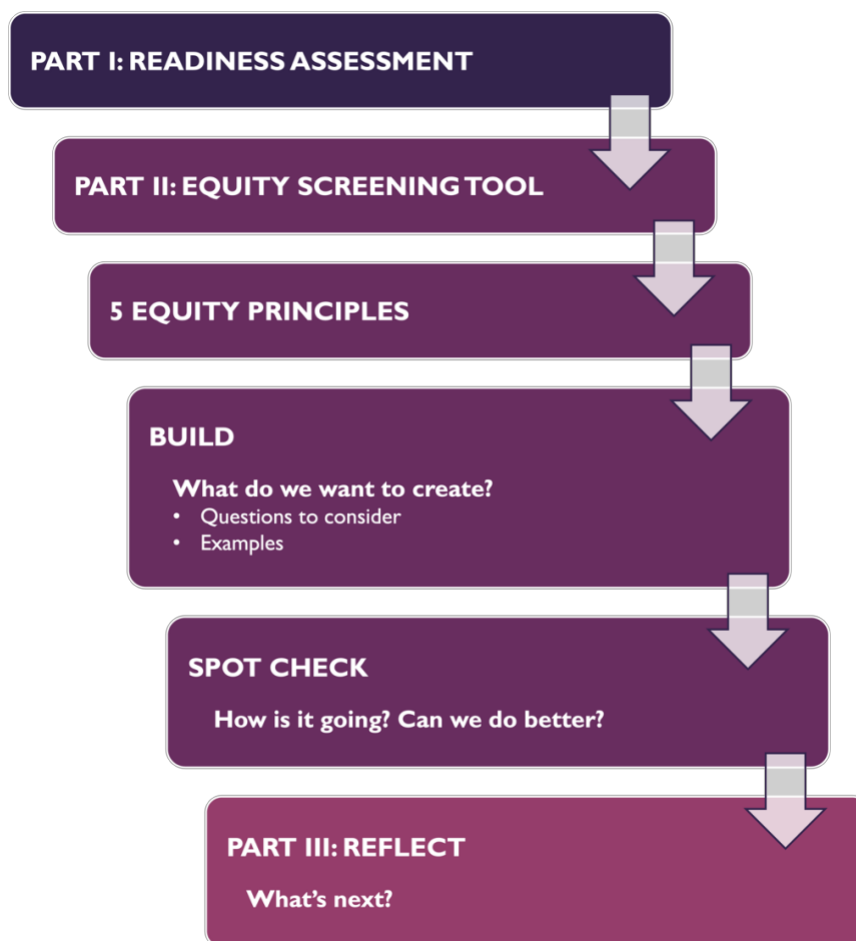 PART I: READINESS ASSESSMENT
PART II: EQUITY SCREENING TOOL
5 EQUITY PRINCIPLES
BUILD
What do we want to create?
• Questions to consider
• Examples
SPOT CHECK
How is it going? Can we do better?
PART III: REFLECT
What's next?